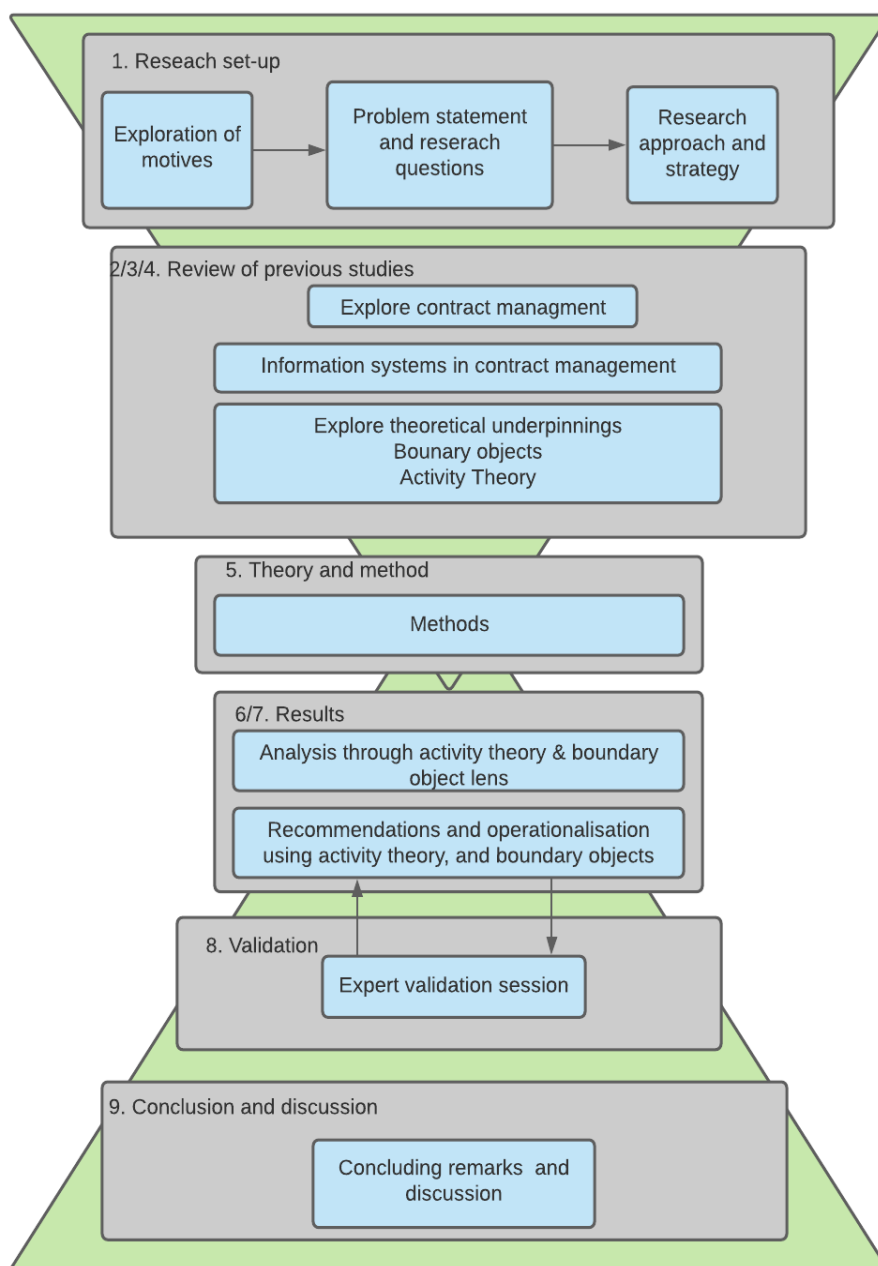 1. Reseach set-up
Exploration of
motives
Problem statement
and reserach
questions
Research
approach and
strategy
2/3/4. Review of previous studies
Explore contract managment
Information systems in contract management
Explore theoretical underpinnings
Bounary objects
Activity Theory
5. Theory and method
Methods
6/7. Results
Analysis through activity theory & boundary
object lens
Recommendations and operationalisation
using activity theory, and boundary objects
8. Validation
Expert validation session
9. Conclusion and discussion
Concluding remarks  and
discussion